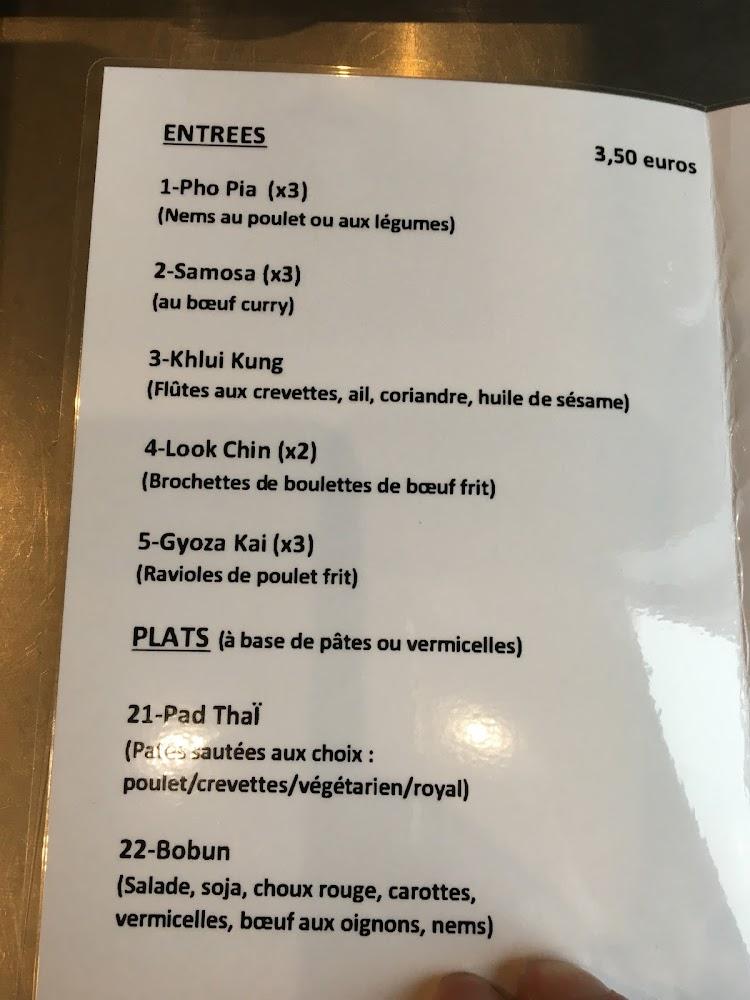 ENTREES
3,50 euros
1-Pho Pia (x3)
(Nems au poulet ou aux légumes)
2-Samosa (x3)
(au bœuf curry)
3-Khlui Kung
(Flûtes aux crevettes, ail, coriandre, huile de sésame)
4-Look Chin (x2)
(Brochettes de boulettes de bœuf frit)
5-Gyoza Kai (x3)
(Ravioles de poulet frit)
PLATS (à base de pâtes ou vermicelles)
21-Pad ThaÏ
(Pates sautées aux choix :
poulet/crevettes/végétarien/royal)
22-Bobun
(Salade, soja, choux rouge, carottes,
vermicelles, bœuf aux oignons, nems)